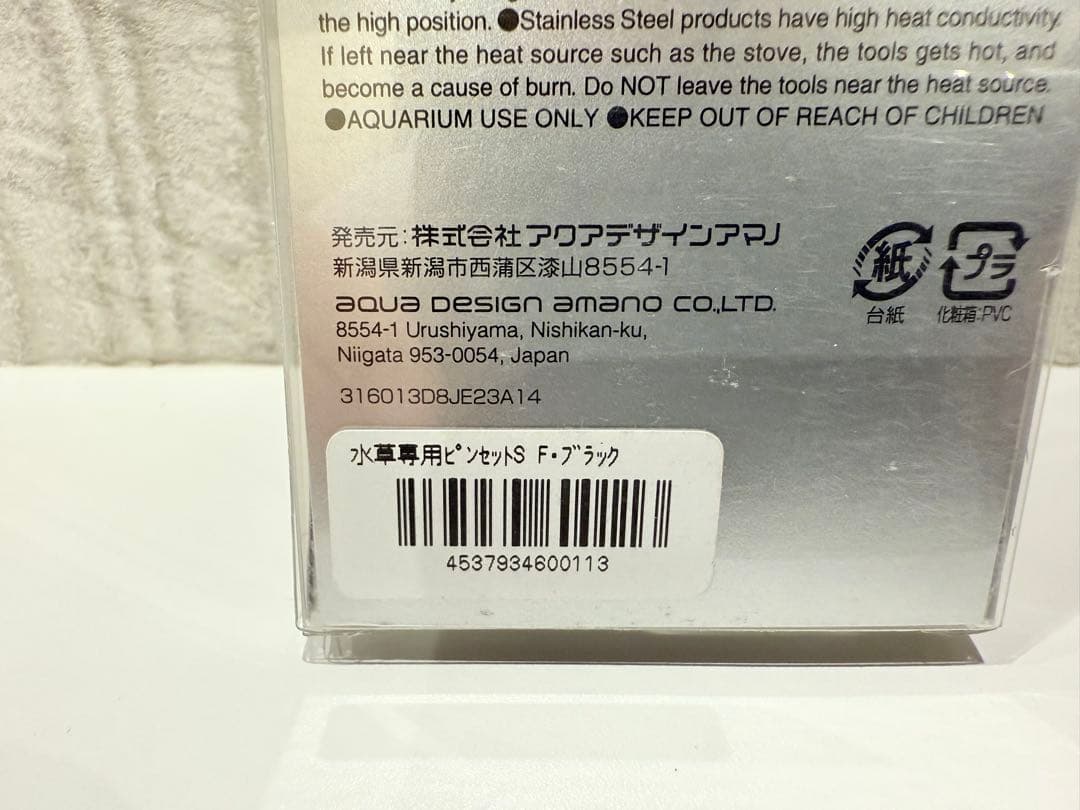 the high position. ●Stainless Steel products have high heat conductivity.
If left near the heat source such as the stove, the tools gets hot, and
become a cause of burn. Do NOT leave the tools near the heat source.
●AQUARIUM USE ONLY ●KEEP OUT OF REACH OF CHILDREN
発売元:株式会社アクアデザインアマノ
新潟県新潟市西蒲区漆山8554-1
AQUA DESIGN AMANO CO.,LTD.
8554-1 Urushiyama, Nishikan-ku,
Niigata 953-0054, Japan
316013D8JE23A14
紙
台紙
プラ
化粧箱:PVC
水草専用ピンセットS F・ブラック
4537934600113